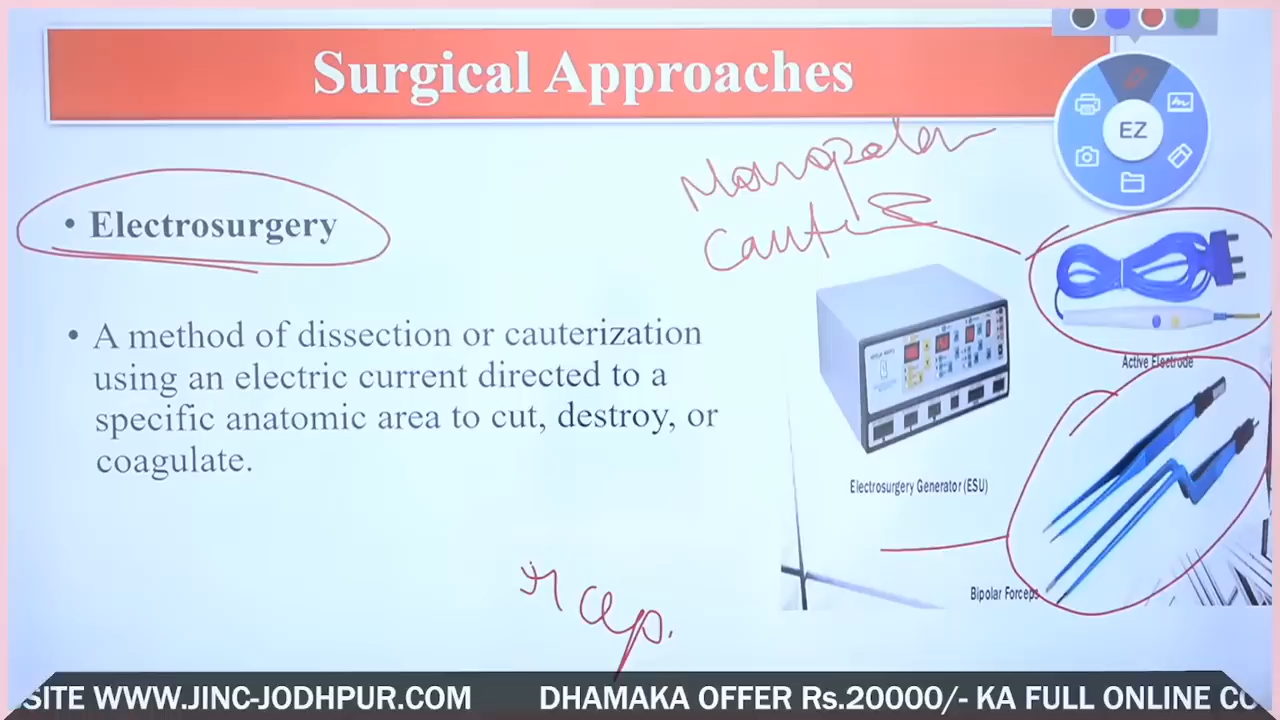 Surgical Approaches
EZ
Monopolar
Caut
• Electrosurgery
• A method of dissection or cauterization
using an electric current directed to a
specific anatomic area to cut, destroy, or
coagulate.
Active Electrode
Electrosurgery Generator (ESU)
Bipolar Forceps
SITE WWW.JINC-JODHPUR.COM DHAMAKA OFFER Rs.20000/- KA FULL ONLINE CO